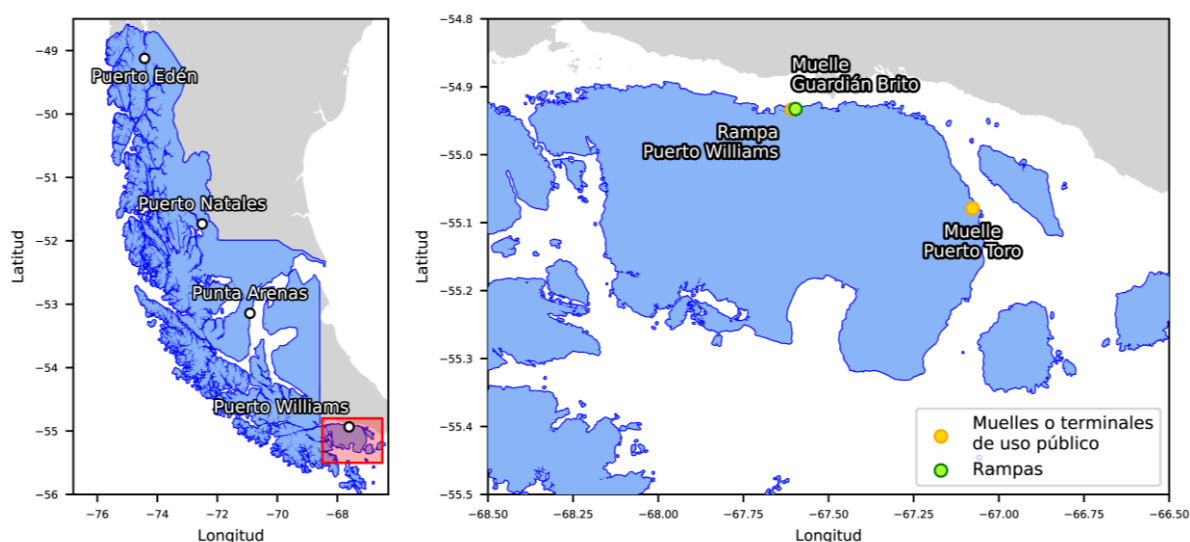 −49
−50
−51
−52
−53
−54
−55
−56
Latitud
Puerto Edén
Puerto Natales
Punta Arenas
Puerto Williams
−76
−74
−72
−70
−68
Longitud
−54.8
−54.9
−55.0
−55.1
−55.2
−55.3
−55.4
−55.5
Latitud
Muelle
Guardián Brito
Rampa
Puerto Williams
Muelle
Puerto Toro
Muelles o terminales
de uso público
Rampas
−68.50
−68.25
−68.00
−67.75
−67.50
−67.25
−67.00
−66.75
−66.50
Longitud